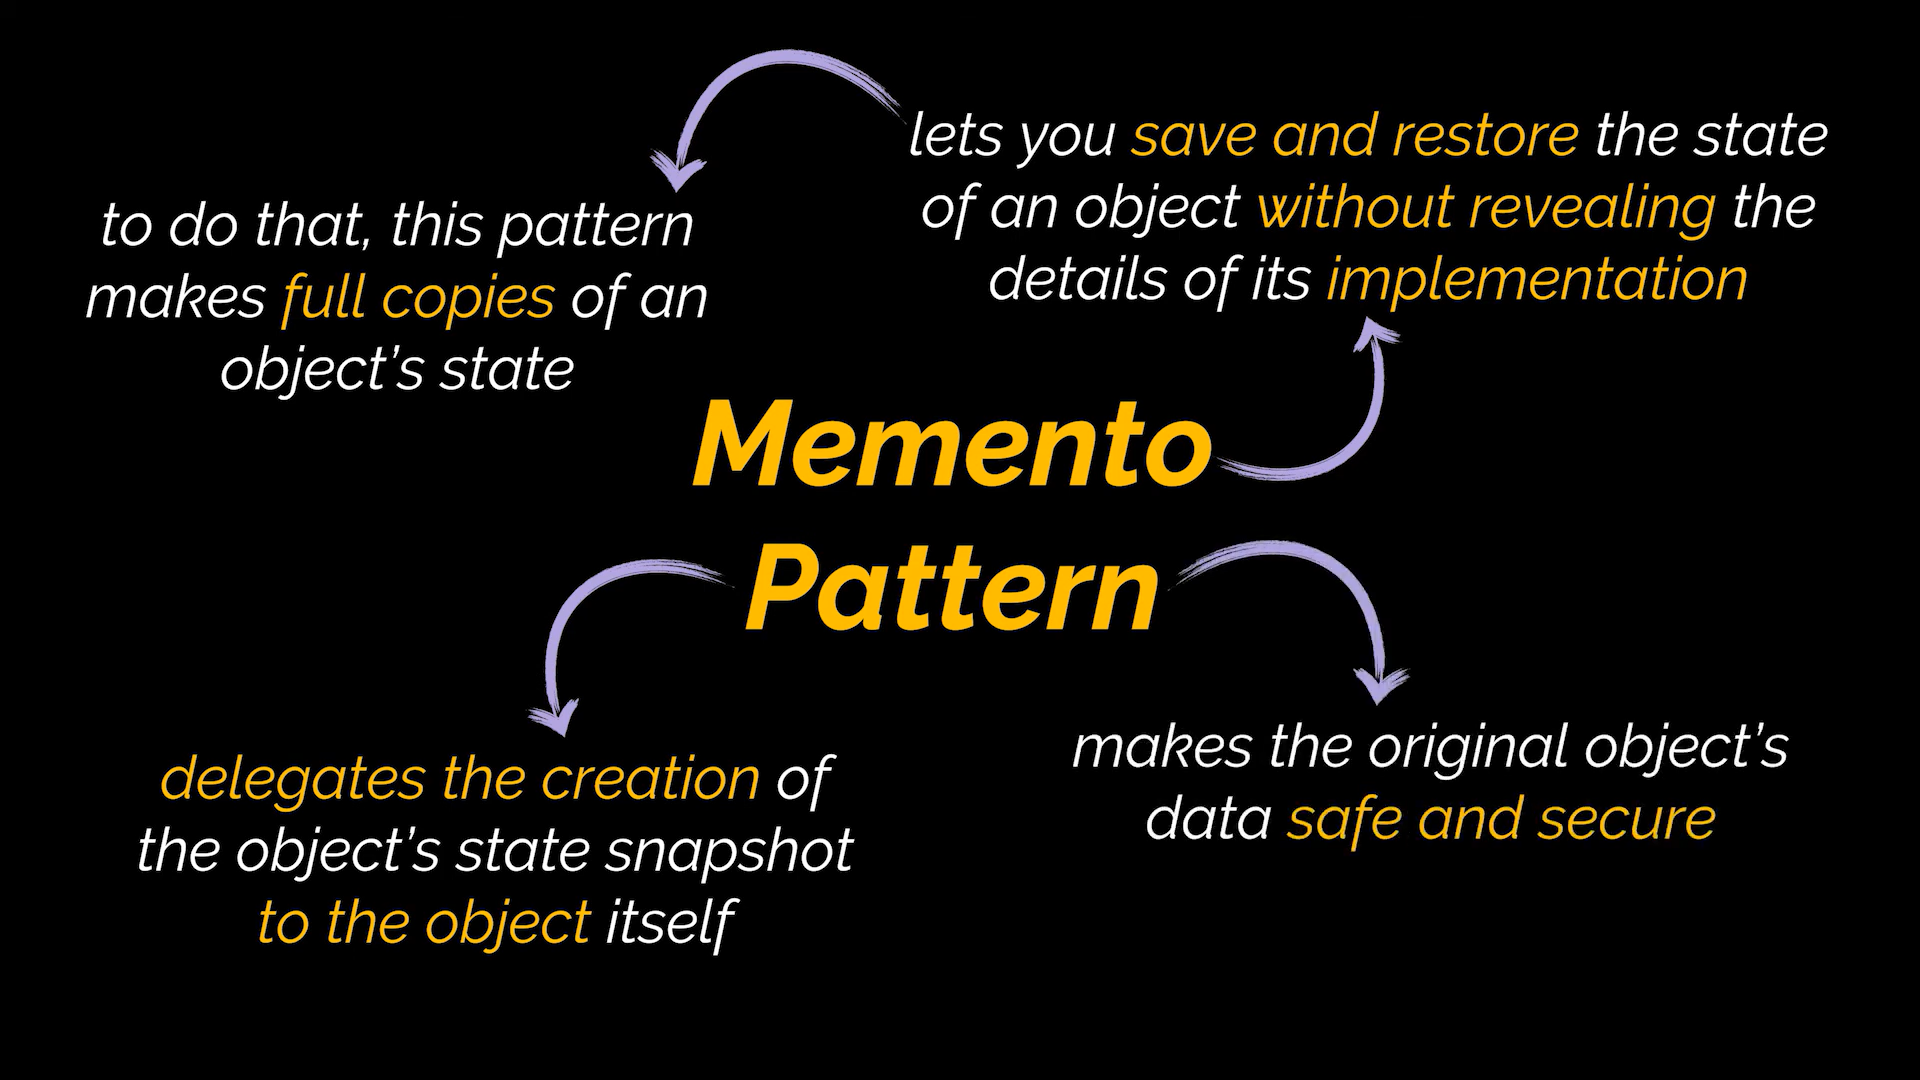 lets you save and restore the state
of an object without revealing the
details of its implementation
to do that, this pattern
makes full copies of an
object’s state
Memento
Pattern
delegates the creation of
the object’s state snapshot
to the object itself
makes the original object’s
data safe and secure